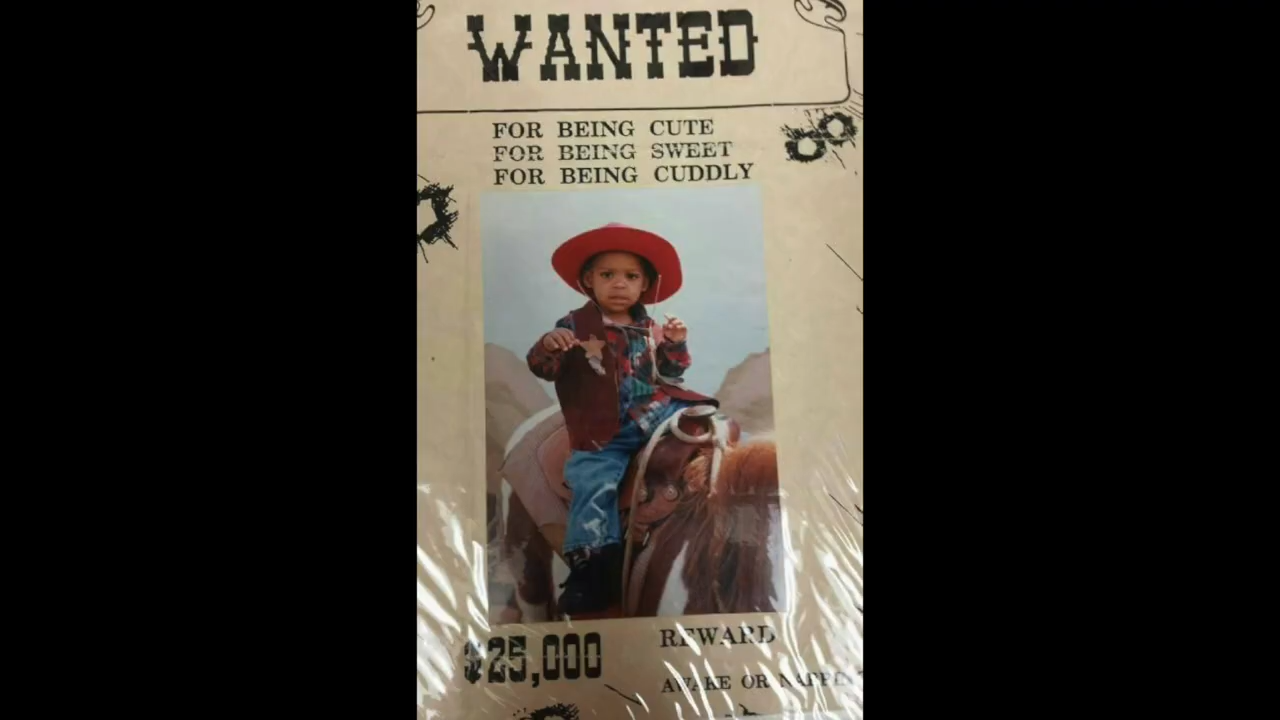 WANTED
FOR BEING CUTE
FOR BEING SWEET
FOR BEING CUDDLY
$25,000
REWARD
AWAKE OR